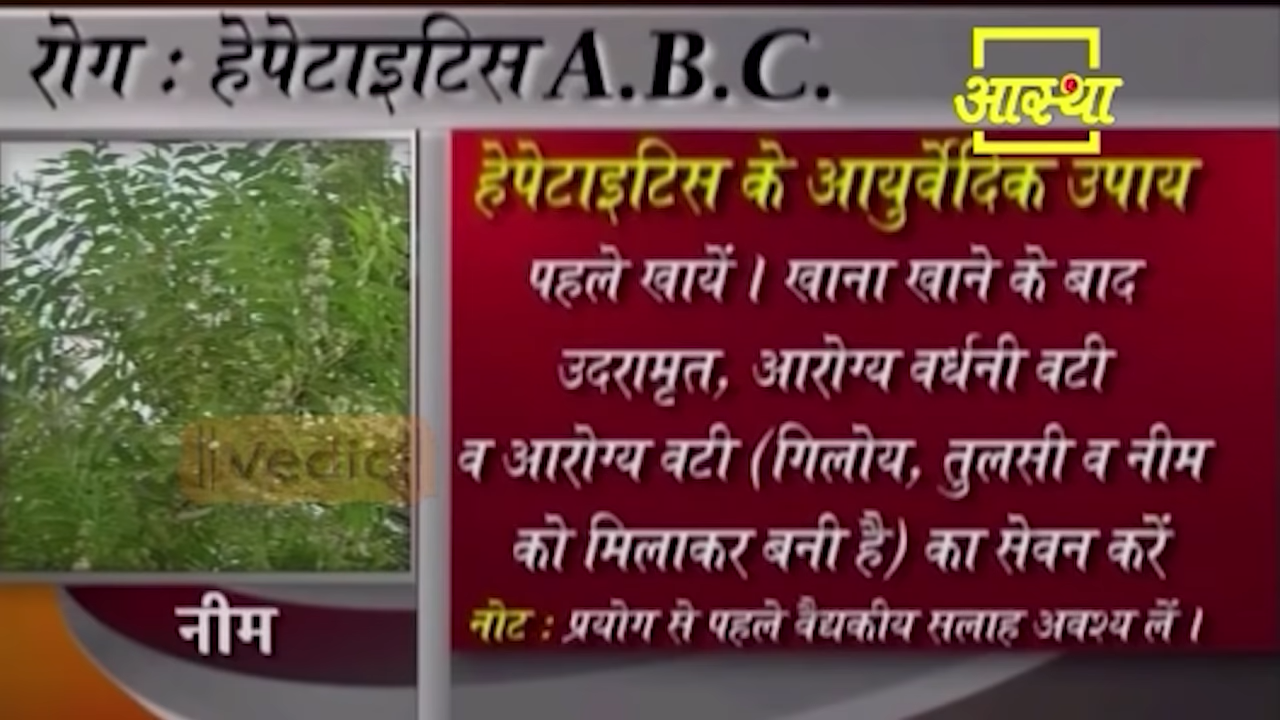 रोग : हेपेटाइटिस A.B.C.
आस्था
हेपेटाइटिस के आयुर्वेदिक उपाय
पहले खायें । खाना खाने के बाद
उदरामृत, आरोग्य वर्धनी वटी
व आरोग्य वटी (गिलोय, तुलसी व नीम
को मिलाकर बनी है) का सेवन करें
नोट : प्रयोग से पहले वैद्यकीय सलाह अवश्य लें ।
नीम